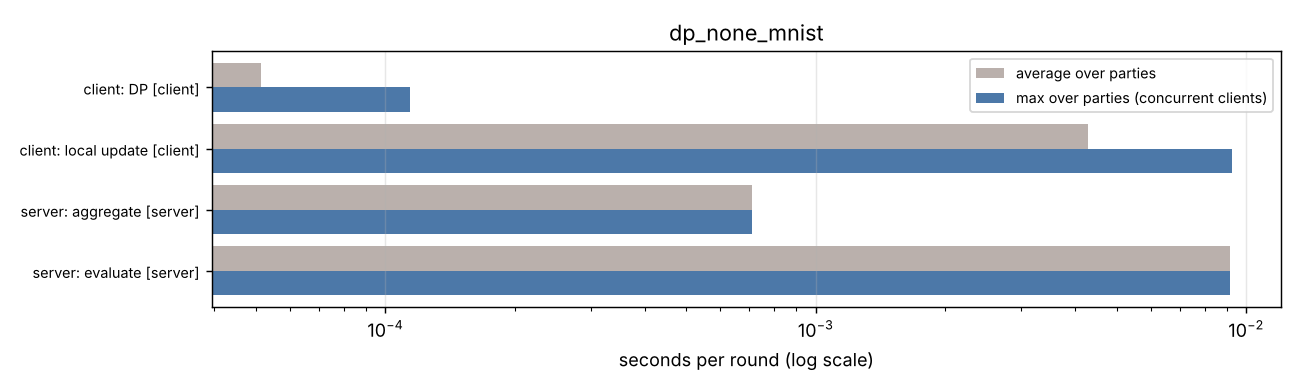 dp_none_mnist
average over parties
max over parties (concurrent clients)
client: DP [client]
client: local update [client]
server: aggregate [server]
server: evaluate [server]
10⁻⁴ 10⁻³ 10⁻²
seconds per round (log scale)